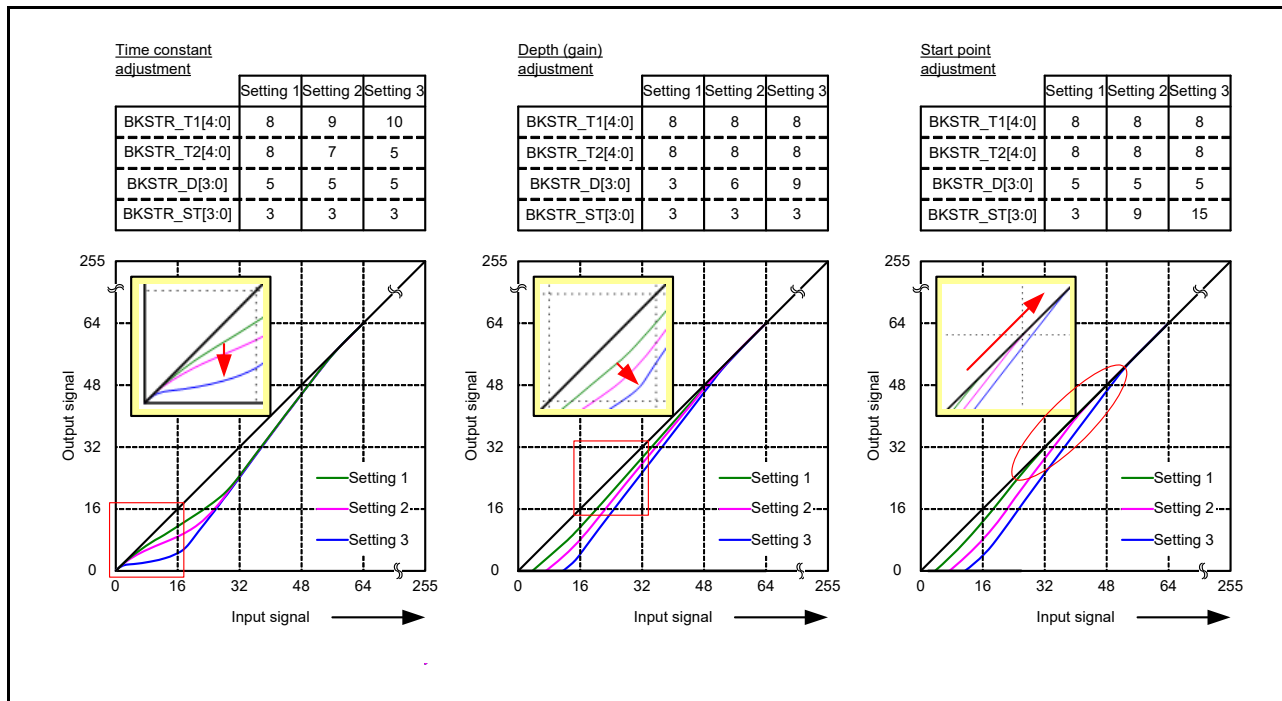 Time constant
adjustment
Setting 1 Setting 2 Setting 3
BKSTR_T1[4:0] 8 9 10
BKSTR_T2[4:0] 8 7 5
BKSTR_D[3:0] 5 5 5
BKSTR_ST[3:0] 3 3 3
255
64
48
32
16
0
Output signal
Setting 1
Setting 2
Setting 3
0 16 32 48 64 255
Input signal
Depth (gain)
adjustment
Setting 1 Setting 2 Setting 3
BKSTR_T1[4:0] 8 8 8
BKSTR_T2[4:0] 8 8 8
BKSTR_D[3:0] 3 6 9
BKSTR_ST[3:0] 3 3 3
255
64
48
32
16
0
Output signal
Setting 1
Setting 2
Setting 3
0 16 32 48 64 255
Input signal
Start point
adjustment
Setting 1 Setting 2 Setting 3
BKSTR_T1[4:0] 8 8 8
BKSTR_T2[4:0] 8 8 8
BKSTR_D[3:0] 5 5 5
BKSTR_ST[3:0] 3 9 15
255
64
48
32
16
0
Output signal
Setting 1
Setting 2
Setting 3
0 16 32 48 64 255
Input signal